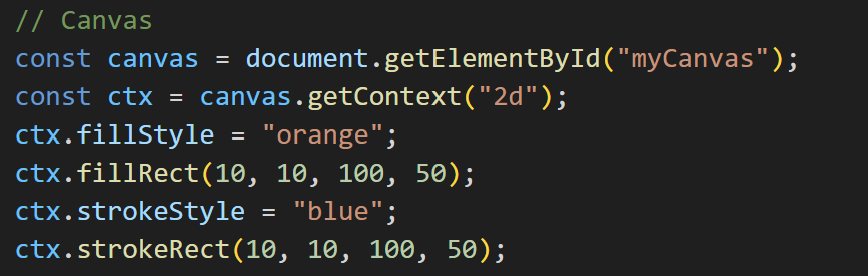 // Canvas
const canvas = document.getElementById("myCanvas");
const ctx = canvas.getContext("2d");
ctx.fillStyle = "orange";
ctx.fillRect(10, 10, 100, 50);
ctx.strokeStyle = "blue";
ctx.strokeRect(10, 10, 100, 50);